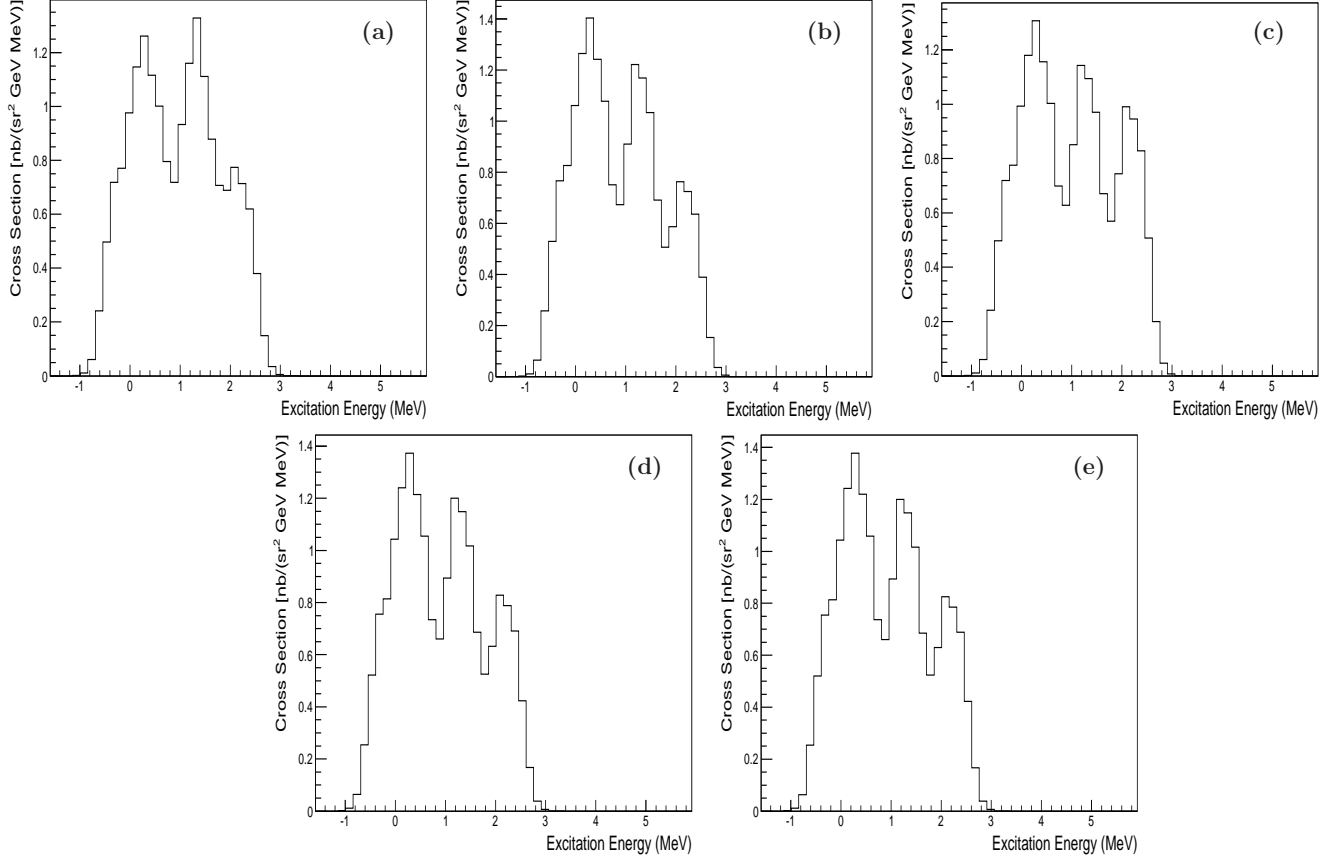 (a)
Cross Section [nb/(sr² GeV MeV)]
1.2
1
0.8
0.6
0.4
0.2
0
-1 0 1 2 3 4 5
Excitation Energy (MeV)
(b)
Cross Section [nb/(sr² GeV MeV)]
1.4
1.2
1
0.8
0.6
0.4
0.2
0
-1 0 1 2 3 4 5
Excitation Energy (MeV)
(c)
Cross Section [nb/(sr² GeV MeV)]
1.2
1
0.8
0.6
0.4
0.2
0
-1 0 1 2 3 4 5
Excitation Energy (MeV)
(d)
Cross Section [nb/(sr² GeV MeV)]
1.4
1.2
1
0.8
0.6
0.4
0.2
0
-1 0 1 2 3 4 5
Excitation Energy (MeV)
(e)
Cross Section [nb/(sr² GeV MeV)]
1.4
1.2
1
0.8
0.6
0.4
0.2
0
-1 0 1 2 3 4 5
Excitation Energy (MeV)